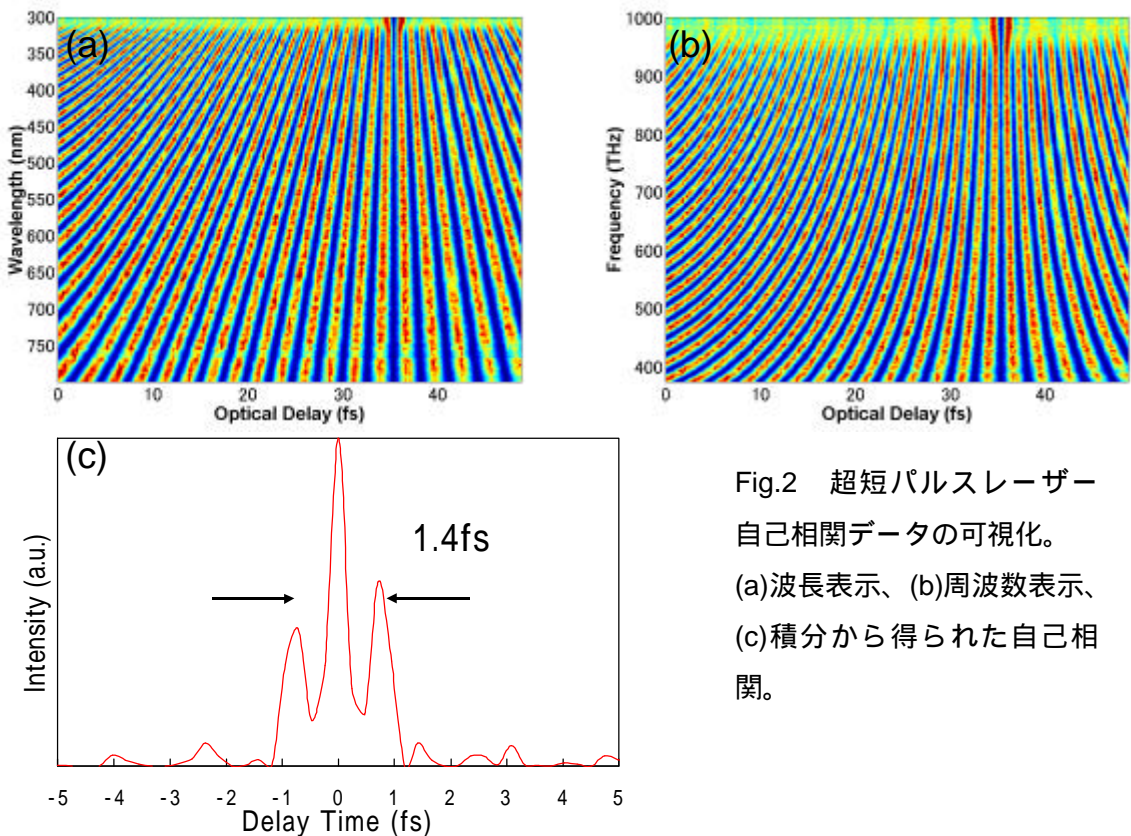 (a)
300
350
400
450
500
550
600
650
700
750
Wavelength (nm)
0 10 20 30 40
Optical Delay (fs)
(b)
1000
900
800
700
600
500
400
Frequency (THz)
0 10 20 30 40
Optical Delay (fs)
(c)
1.4fs
Intensity (a.u.)
-5 -4 -3 -2 -1 0 1 2 3 4 5
Delay Time (fs)
Fig.2　超短パルスレーザー
自己相関データの可視化。
(a)波長表示、(b)周波数表示、
(c)積分から得られた自己相
関。